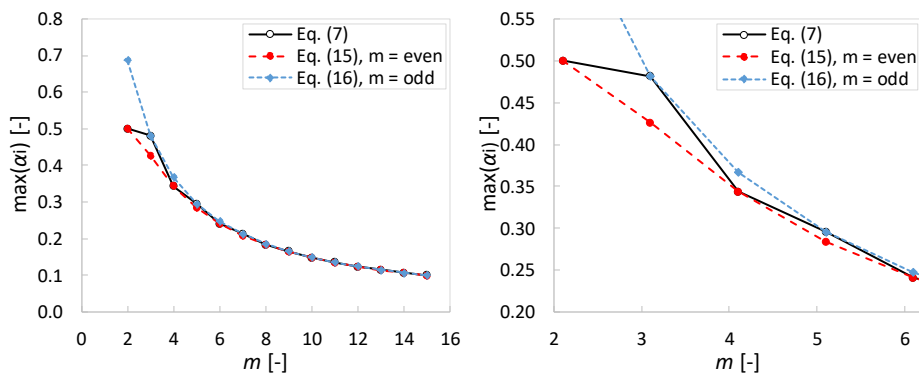 0.8
0.7
0.6
0.5
0.4
0.3
0.2
0.1
0.0
max(αi) [-]
Eq. (7)
Eq. (15), m = even
Eq. (16), m = odd
0 2 4 6 8 10 12 14 16
m [-]
0.55
0.50
0.45
0.40
0.35
0.30
0.25
0.20
max(αi) [-]
Eq. (7)
Eq. (15), m = even
Eq. (16), m = odd
2 3 4 5 6
m [-]